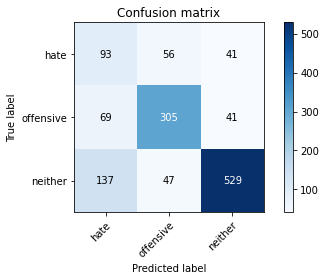 Confusion matrix
hate 93 56 41
offensive 69 305 41
neither 137 47 529
hate offensive neither
Predicted label
True label
500
400
300
200
100